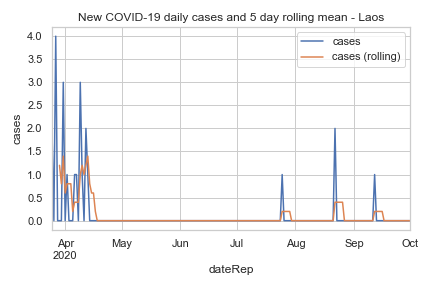 New COVID-19 daily cases and 5 day rolling mean - Laos
cases
cases (rolling)
4.0
3.5
3.0
2.5
2.0
1.5
1.0
0.5
0.0
cases
Apr
2020
May
Jun
Jul
Aug
Sep
Oct
dateRep